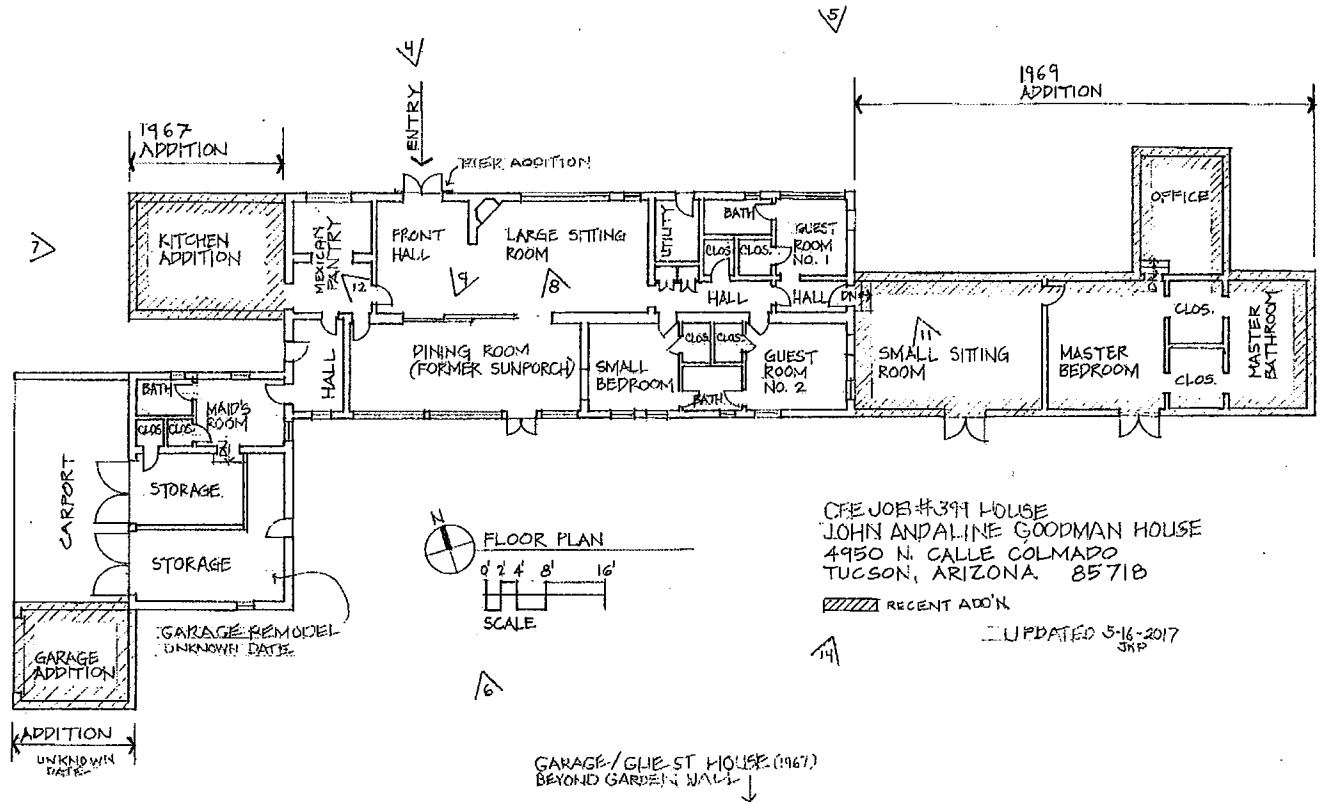 5
4
ENTRY
1969
ADDITION
1967
ADDITION
PIER ADDITION
OFFICE
DN
7
KITCHEN
ADDITION
MEXICAN
PANTRY
12
FRONT
HALL
9
LARGE SITTING
ROOM
8
UTILITY
BATH
CLOS.
CLOS.
GUEST
ROOM
NO. 1
HALL
HALL
DN
11
SMALL SITTING
ROOM
MASTER
BEDROOM
CLOS.
CLOS.
MASTER
BATHROOM
HALL
DINING ROOM
(FORMER SUNPORCH)
SMALL
BEDROOM
CLOS.
CLOS.
BATH
GUEST
ROOM
NO. 2
BATH
CLOS
CLOS.
MAID'S
ROOM
CARPORT
STORAGE
STORAGE
GARAGE REMODEL
UNKNOWN DATE
GARAGE
ADDITION
ADDITION
UNKNOWN
DATE
N
FLOOR PLAN
0' 2' 4' 8' 16'
SCALE
6
14
JOB #399 HOUSE
JOHN AND ALINE GOODMAN HOUSE
4950 N. CALLE COLMADO
TUCSON, ARIZONA 85718
RECENT ADD'N.
UPDATED 5-16-2017
GARAGE/GUEST HOUSE (1967)
BEYOND GARDEN WALL